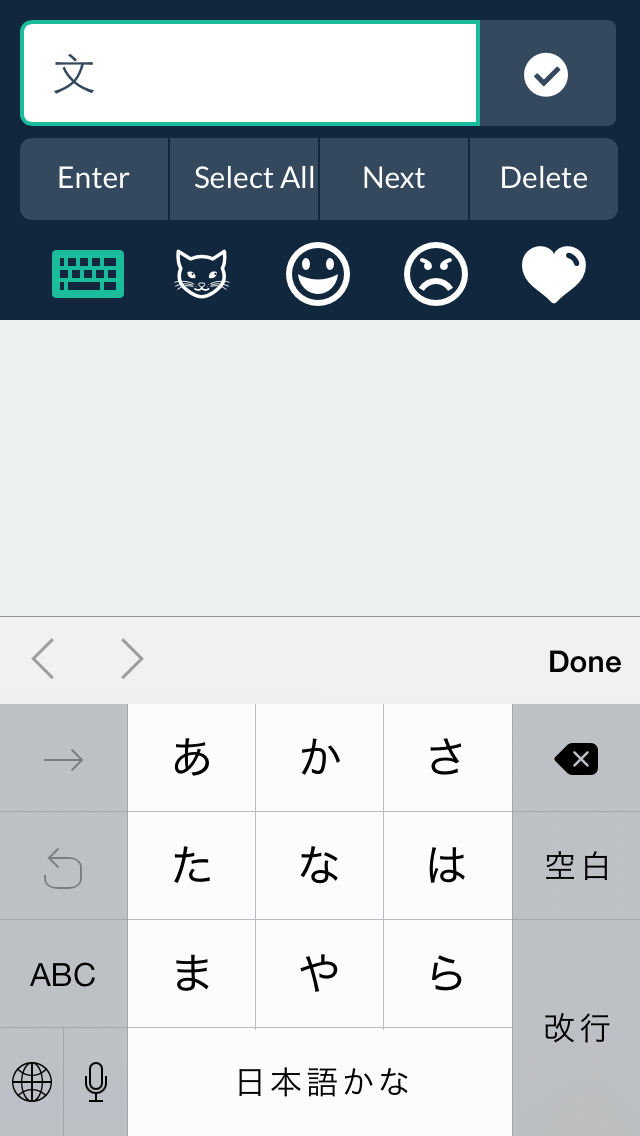 文
Enter Select All Next Delete
Done
あ か さ
た な は 空白
ABC ま や ら
改行
日本語かな